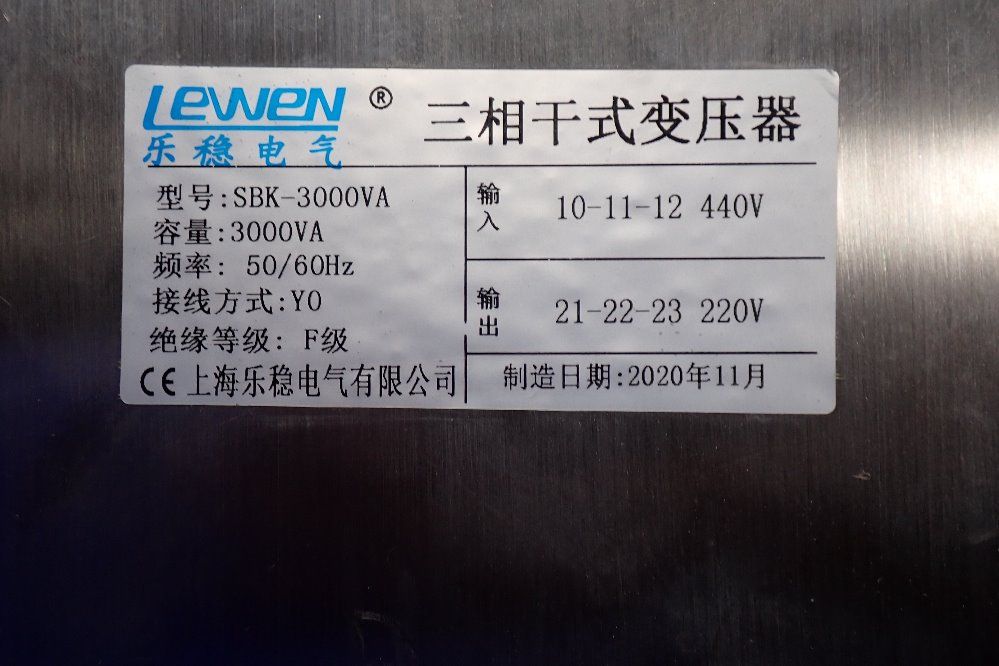 LEWEN® 三相干式变压器
乐稳电气
型号:SBK-3000VA
容量:3000VA
频率: 50/60Hz
接线方式:Y0
绝缘等级: F级
CE 上海乐稳电气有限公司
输入 10-11-12 440V
输出 21-22-23 220V
制造日期:2020年11月